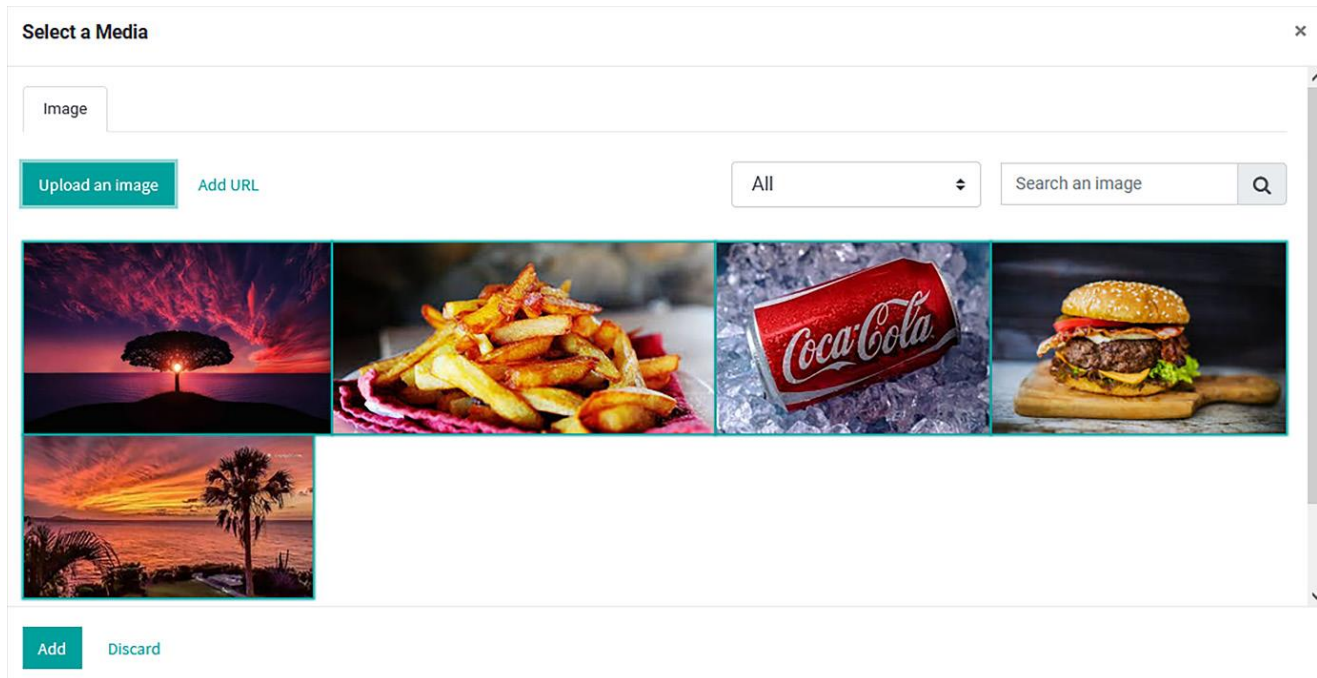 Select a Media
×
Image
Upload an image
Add URL
All
Search an image
Coca-Cola
Add
Discard